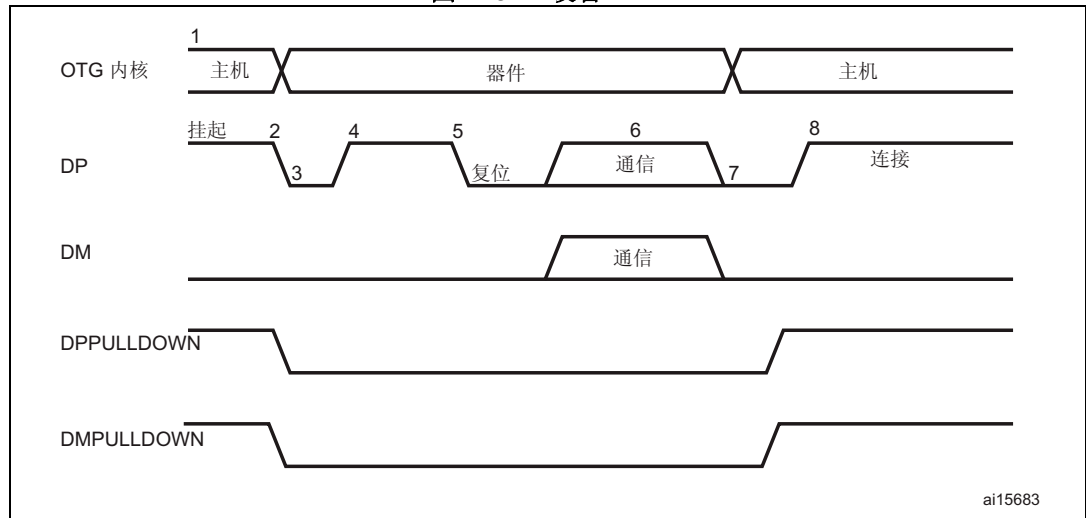 1
OTG 内核 主机 器件 主机
挂起 2 4 5 6 8
DP 3 复位 通信 7 连接
DM 通信
DPPULLDOWN
DMPULLDOWN
ai15683